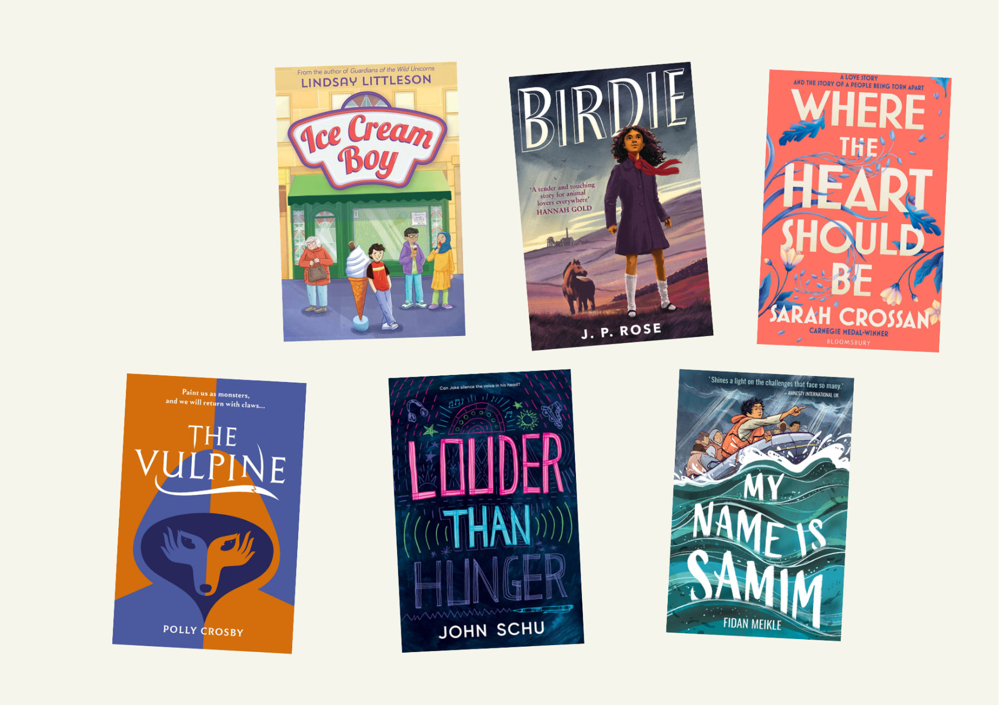 From the author of Guardians of the Wild Unicorns
LINDSAY LITTLESON
Ice Cream
Boy
BIRDIE
'A tender and touching
story for animal
lovers everywhere'
HANNAH GOLD
J. P. ROSE
A LOVE STORY
AND THE STORY OF A PEOPLE BEING TORN APART
WHERE
THE
HEART
SHOULD
BE
SARAH CROSSAN
CARNEGIE MEDAL-WINNER
BLOOMSBURY
Paint us as monsters,
and we will return with claws...
THE
VULPINE
POLLY CROSBY
Can Jake silence the voice in his head?
LOUDER
THAN
HUNGER
JOHN SCHU
'Shines a light on the challenges that face so many.'
– AMNESTY INTERNATIONAL UK
MY
NAME IS
SAMIM
FIDAN MEIKLE